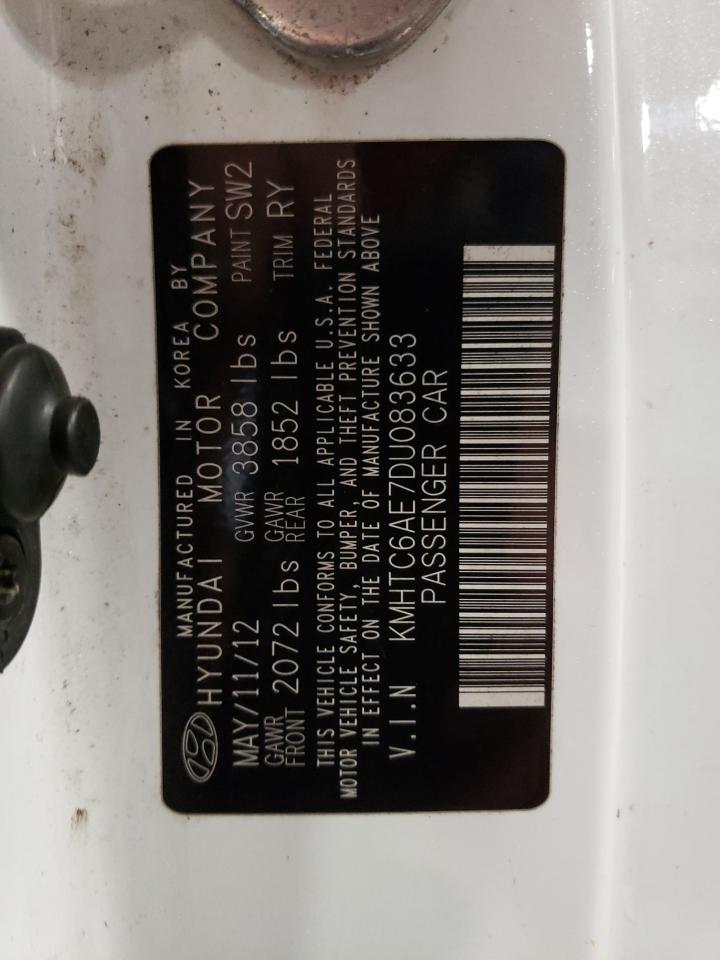 MANUFACTURED IN KOREA BY
HYUNDAI MOTOR COMPANY
MAY/11/12 GVWR 3858 lbs PAINT SW2
GAWR FRONT 2072 lbs GAWR REAR 1852 lbs TRIM RY
THIS VEHICLE CONFORMS TO ALL APPLICABLE U.S.A. FEDERAL
MOTOR VEHICLE SAFETY, BUMPER, AND THEFT PREVENTION STANDARDS
IN EFFECT ON THE DATE OF MANUFACTURE SHOWN ABOVE
V.I.N KMHTC6AE7DU083633
PASSENGER CAR